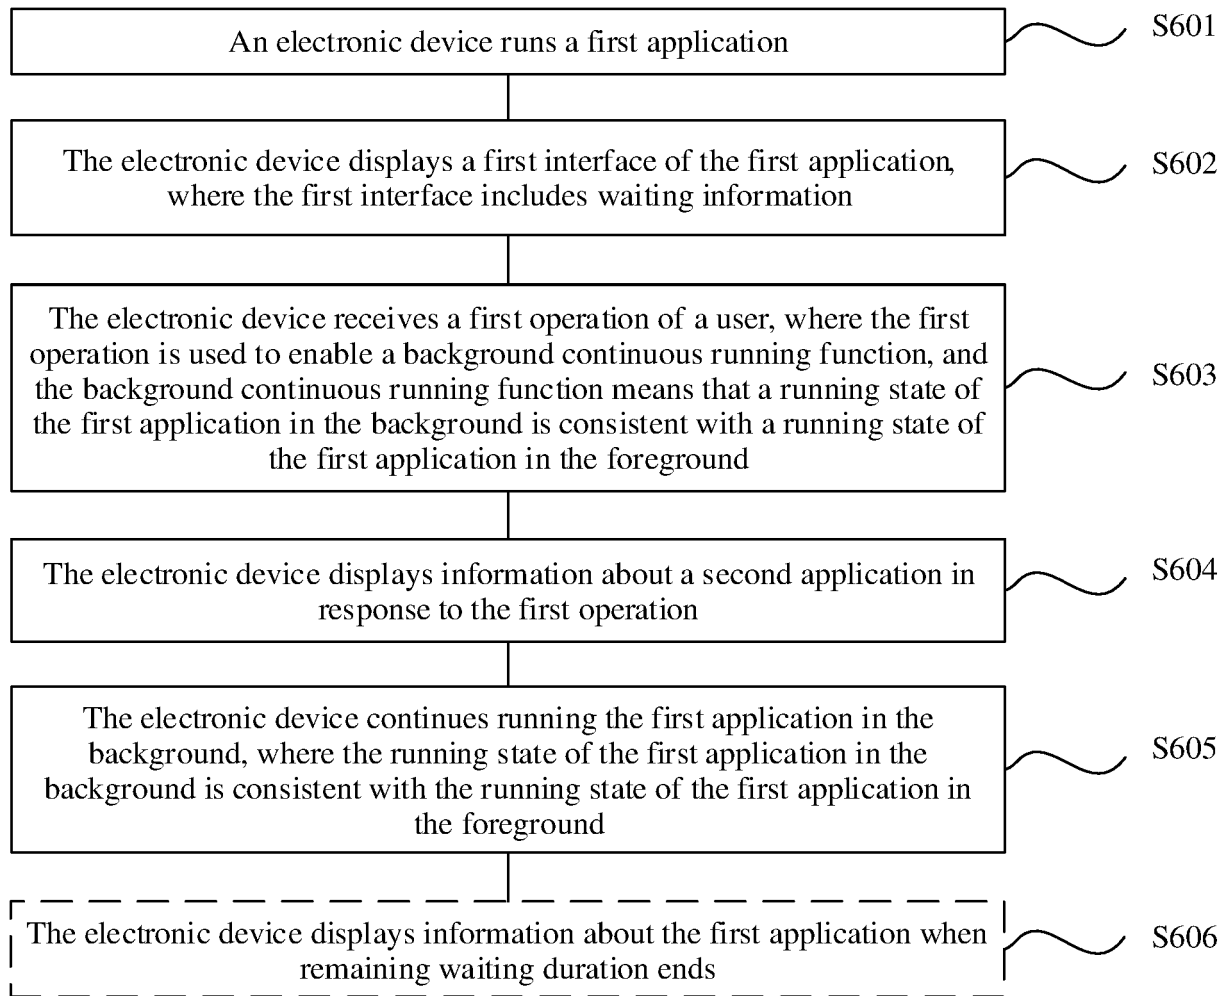 An electronic device runs a first application
S601
The electronic device displays a first interface of the first application,
where the first interface includes waiting information
S602
The electronic device receives a first operation of a user, where the first
operation is used to enable a background continuous running function, and
the background continuous running function means that a running state of
the first application in the background is consistent with a running state of
the first application in the foreground
S603
The electronic device displays information about a second application in
response to the first operation
S604
The electronic device continues running the first application in the
background, where the running state of the first application in the
background is consistent with the running state of the first application in
the foreground
S605
The electronic device displays information about the first application when
remaining waiting duration ends
S606